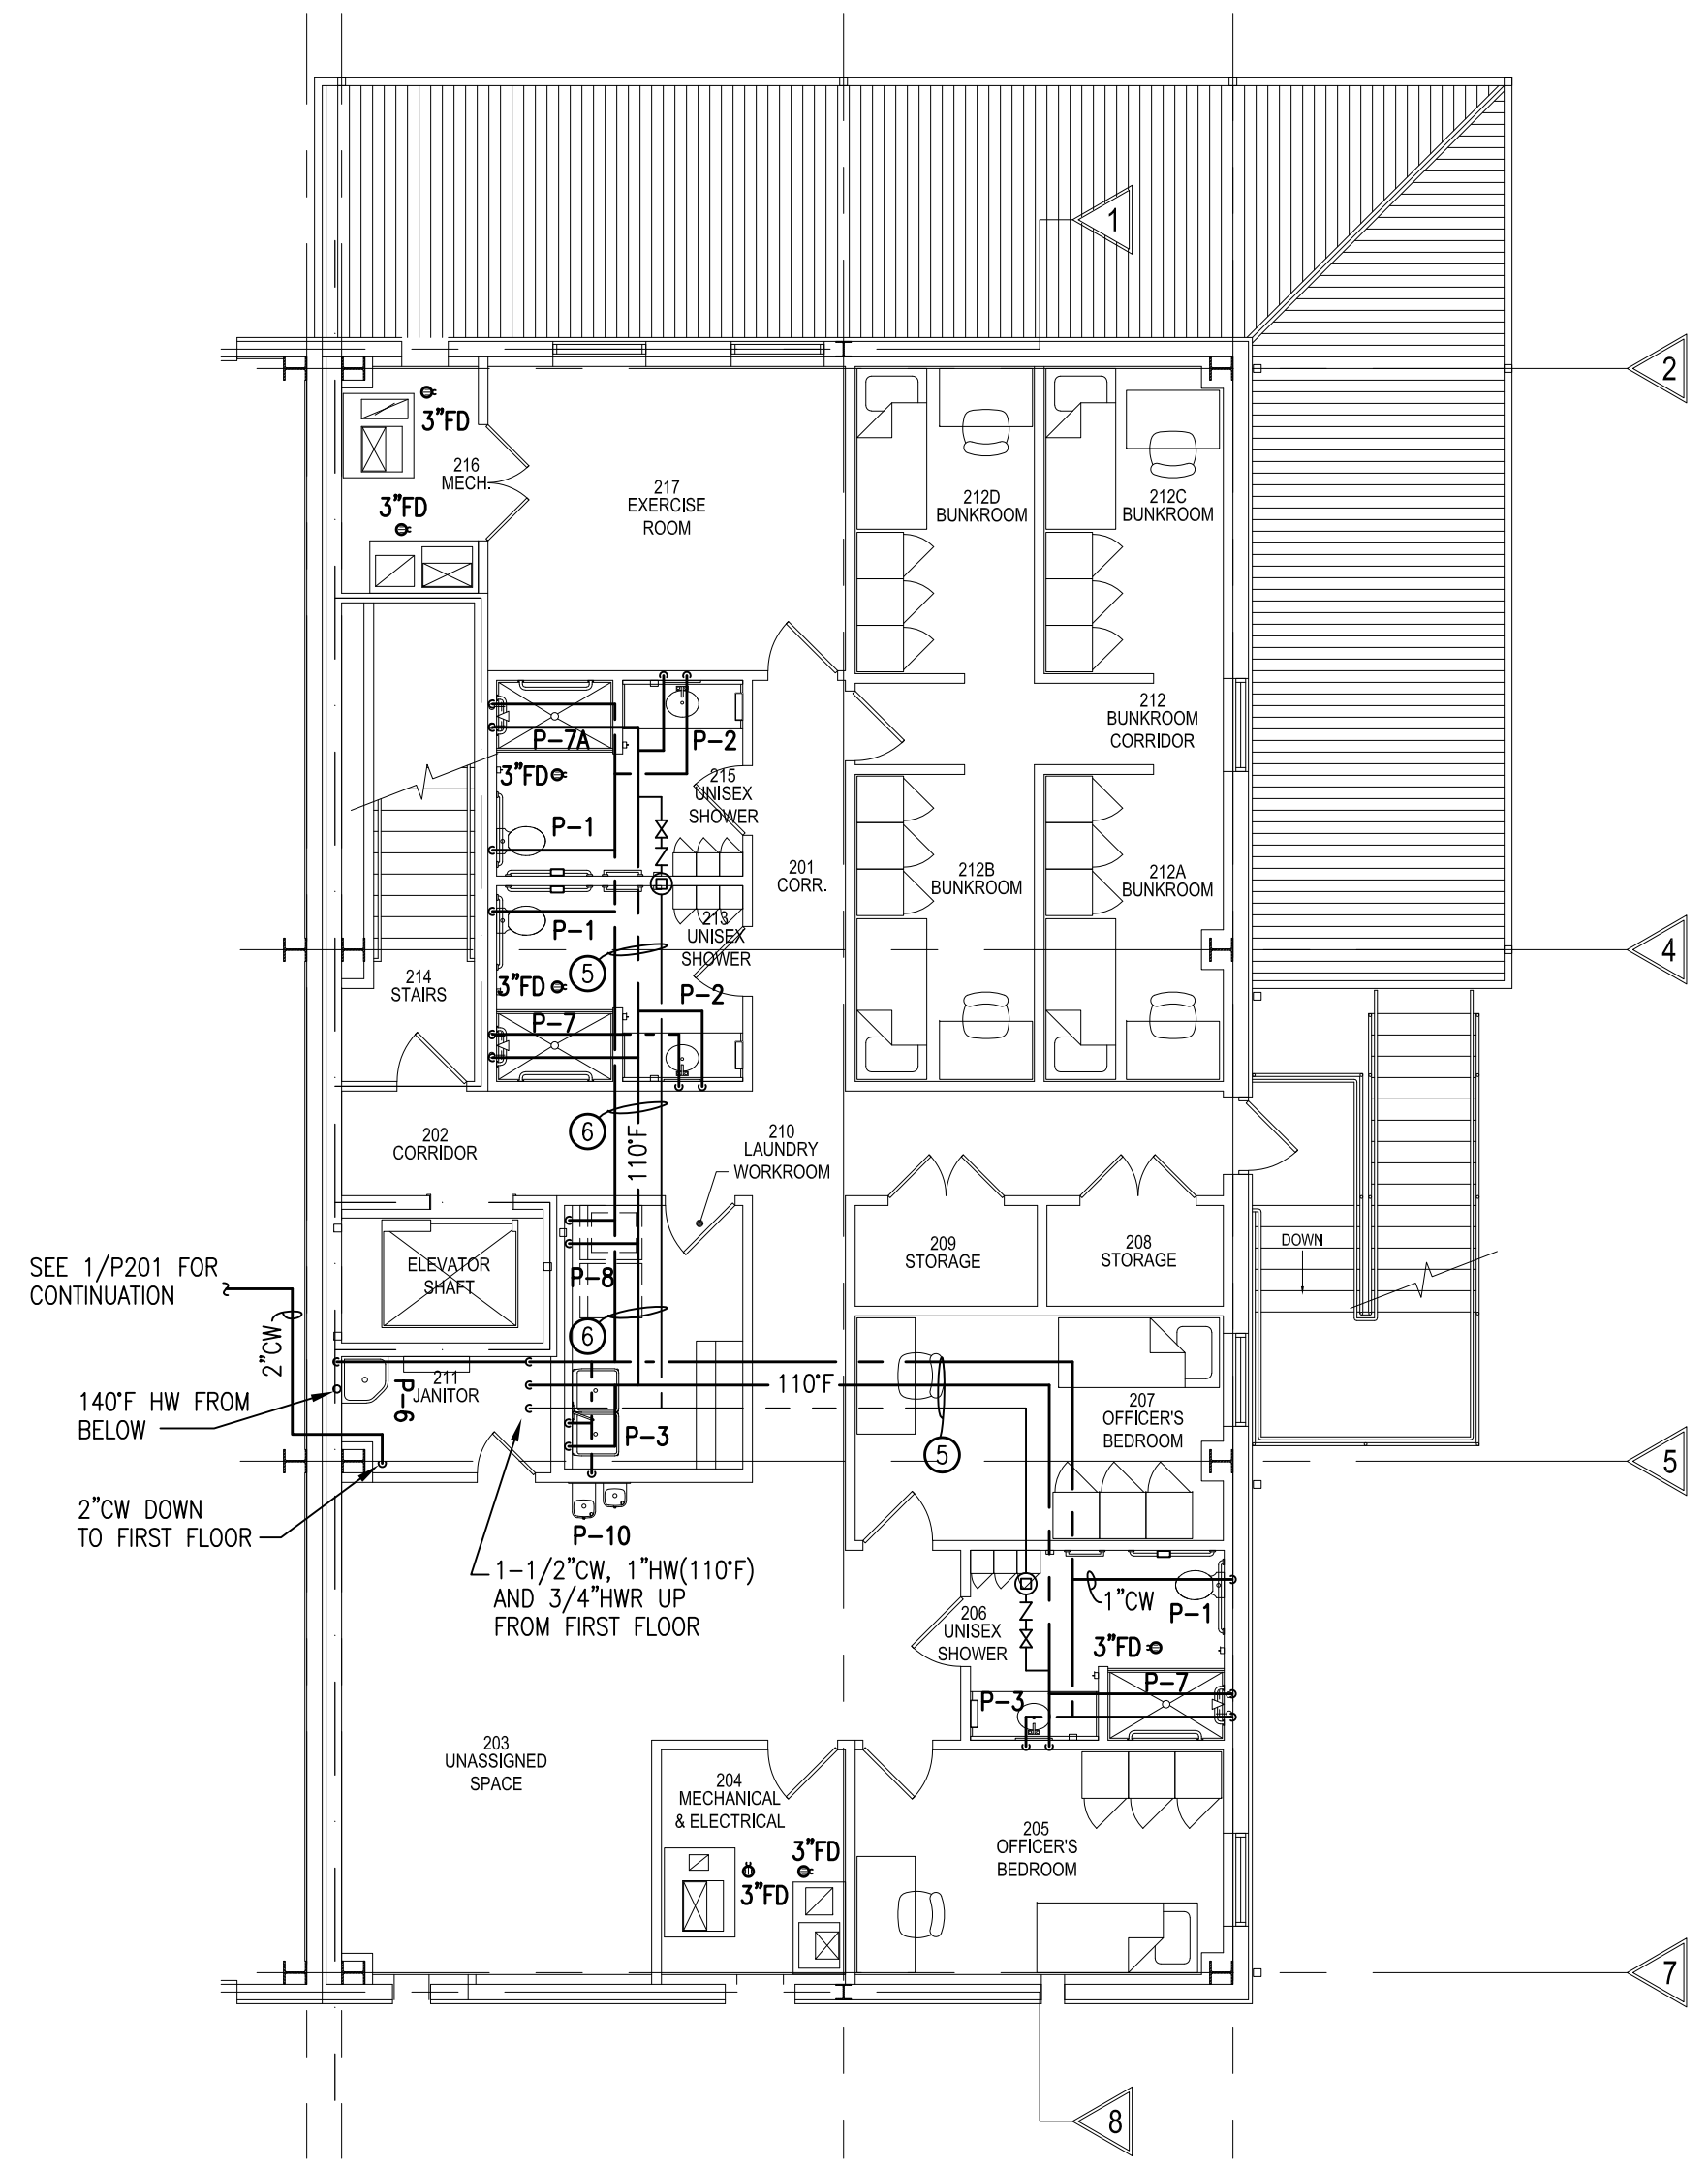 1
2
3"FD
216
MECH.
3"FD
217
EXERCISE
ROOM
212D
BUNKROOM
212C
BUNKROOM
212
BUNKROOM
CORRIDOR
P-7A
P-2
3"FD
215
UNISEX
SHOWER
P-1
201
CORR.
212B
BUNKROOM
212A
BUNKROOM
P-1
213
UNISEX
SHOWER
5
4
214
STAIRS
3"FD
P-2
P-7
6
110°F
202
CORRIDOR
210
LAUNDRY
WORKROOM
ELEVATOR
SHAFT
P-8
209
STORAGE
208
STORAGE
DOWN
SEE 1/P201 FOR
CONTINUATION
2"CW
6
211
JANITOR
P-6
110°F
140°F HW FROM
BELOW
P-3
207
OFFICER'S
BEDROOM
5
5
2"CW DOWN
TO FIRST FLOOR
P-10
1-1/2"CW, 1"HW(110°F)
AND 3/4"HWR UP
FROM FIRST FLOOR
1"CW
P-1
206
UNISEX
SHOWER
3"FD
P-7
P-3
203
UNASSIGNED
SPACE
204
MECHANICAL
& ELECTRICAL
3"FD
3"FD
205
OFFICER'S
BEDROOM
7
8